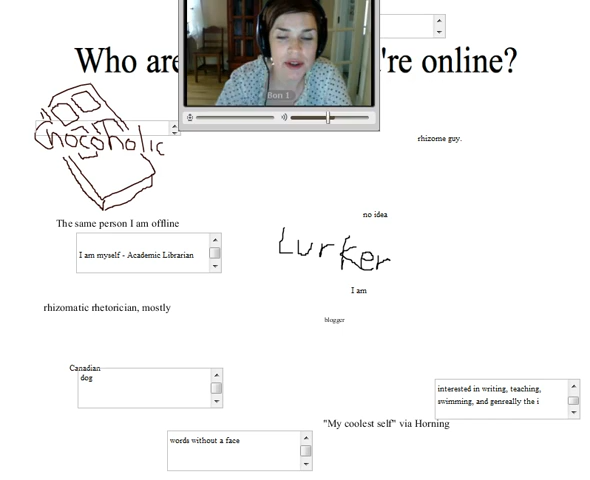 Who are 're online?
Bon 1
Chocoholic
rhizome guy.
no idea
The same person I am offline
Lurker
I am myself - Academic Librarian
I am
rhizomatic rhetorician, mostly
blogger
Canadian
dog
interested in writing, teaching,
swimming, and genreally the i
"My coolest self" via Horning
words without a face